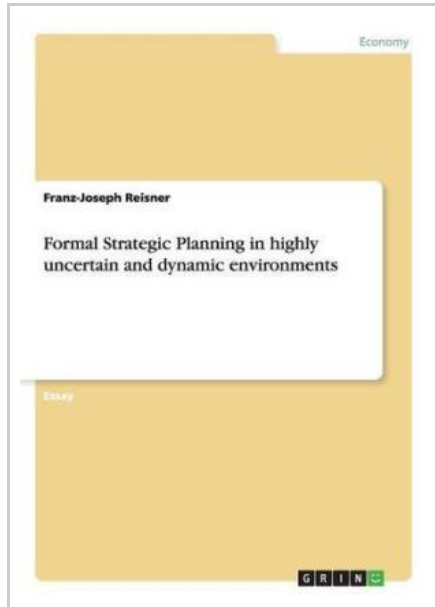 Economy
Franz-Joseph Reisner
Formal Strategic Planning in highly
uncertain and dynamic environments
Essay
GRIN